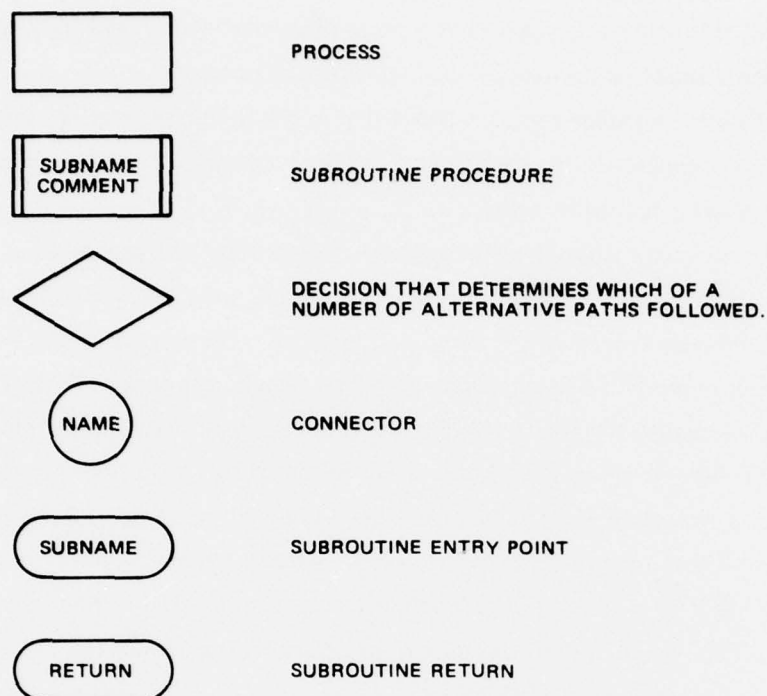 PROCESS
SUBNAME
COMMENT
SUBROUTINE PROCEDURE
DECISION THAT DETERMINES WHICH OF A
NUMBER OF ALTERNATIVE PATHS FOLLOWED.
NAME
CONNECTOR
SUBNAME
SUBROUTINE ENTRY POINT
RETURN
SUBROUTINE RETURN